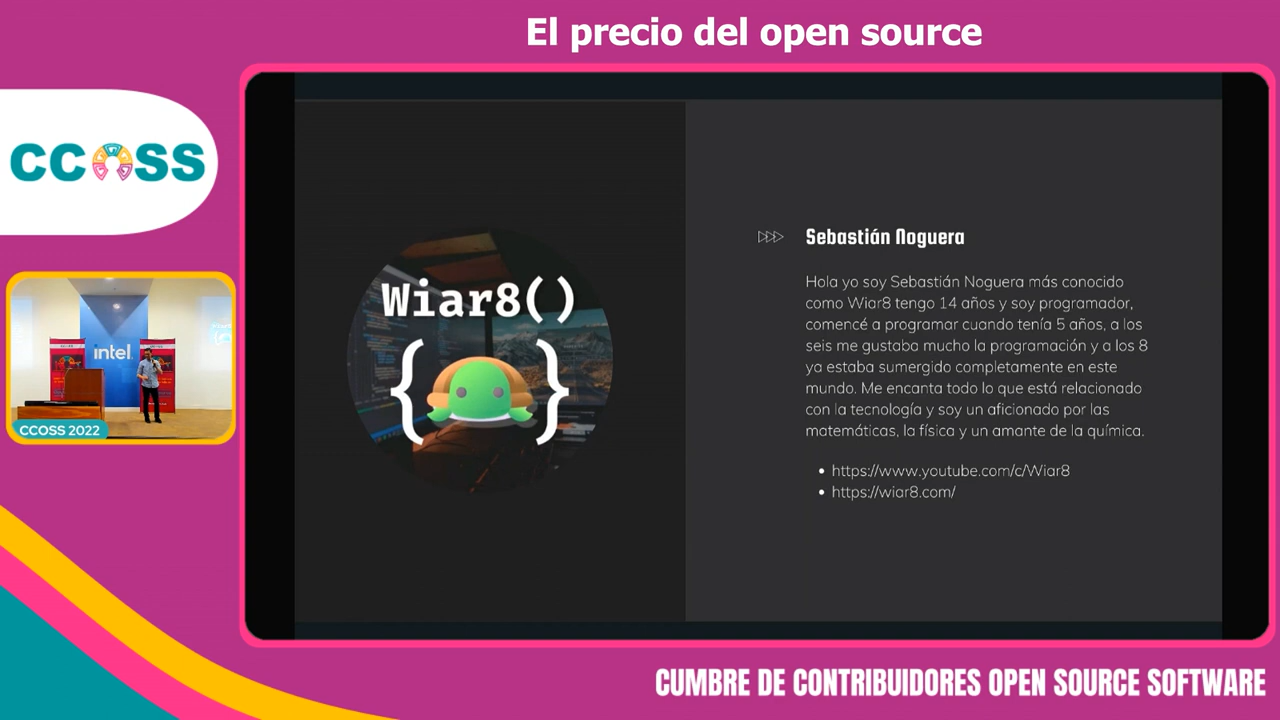 El precio del open source
CCOSS
intel.
CCOSS 2022
Wiar8()
{ }
Sebastián Noguera
Hola yo soy Sebastián Noguera más conocido
como Wiar8 tengo 14 años y soy programador,
comencé a programar cuando tenía 5 años, a los
seis me gustaba mucho la programación y a los 8
ya estaba sumergido completamente en este
mundo. Me encanta todo lo que está relacionado
con la tecnología y soy un aficionado por las
matemáticas, la física y un amante de la química.
• https://www.youtube.com/c/Wiar8
• https://wiar8.com/
CUMBRE DE CONTRIBUIDORES OPEN SOURCE SOFTWARE